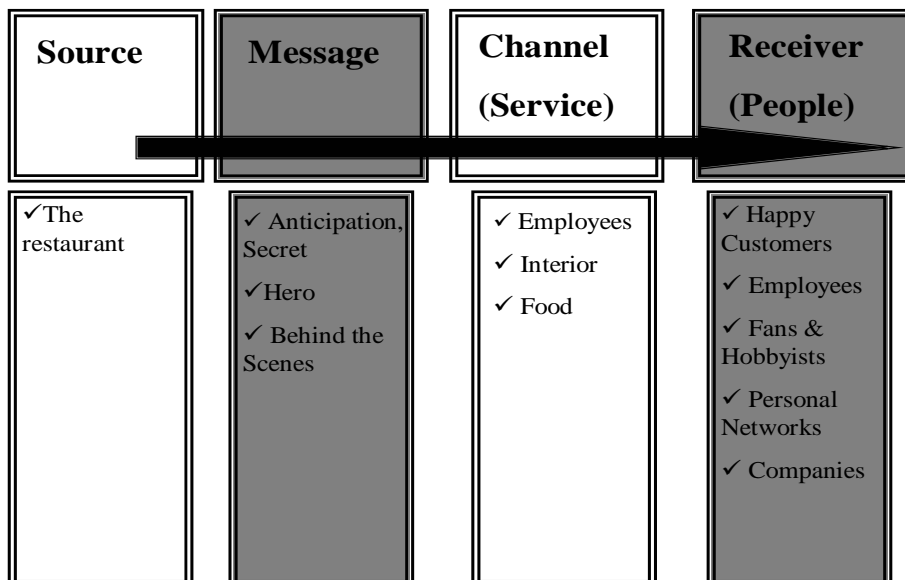 Source
Message
Channel
(Service)
Receiver
(People)
✓The
restaurant
✓ Anticipation,
Secret
✓Hero
✓ Behind the
Scenes
✓ Employees
✓ Interior
✓ Food
✓ Happy
Customers
✓ Employees
✓ Fans &
Hobbyists
✓ Personal
Networks
✓ Companies